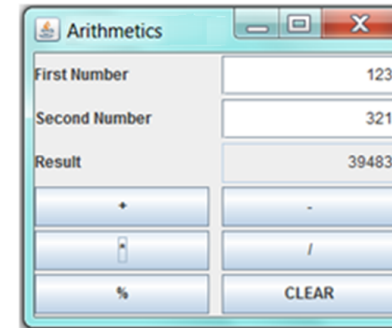 Arithmetics
First Number 123
Second Number 321
Result 39483
+ -
* /
% CLEAR